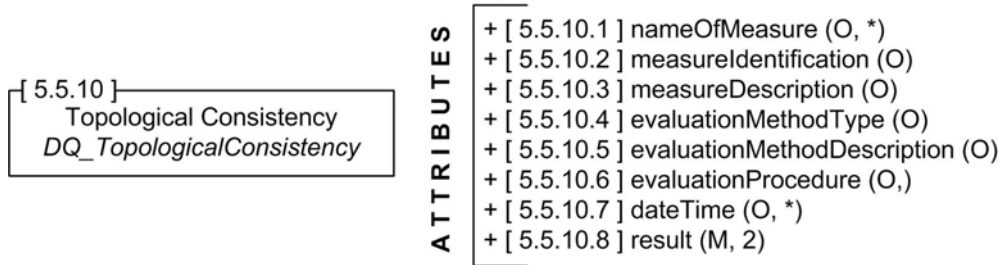 [ 5.5.10 ]
Topological Consistency
DQ_TopologicalConsistency
ATTRIBUTES
+ [ 5.5.10.1 ] nameOfMeasure (O, *)
+ [ 5.5.10.2 ] measureIdentification (O)
+ [ 5.5.10.3 ] measureDescription (O)
+ [ 5.5.10.4 ] evaluationMethodType (O)
+ [ 5.5.10.5 ] evaluationMethodDescription (O)
+ [ 5.5.10.6 ] evaluationProcedure (O,)
+ [ 5.5.10.7 ] dateTime (O, *)
+ [ 5.5.10.8 ] result (M, 2)